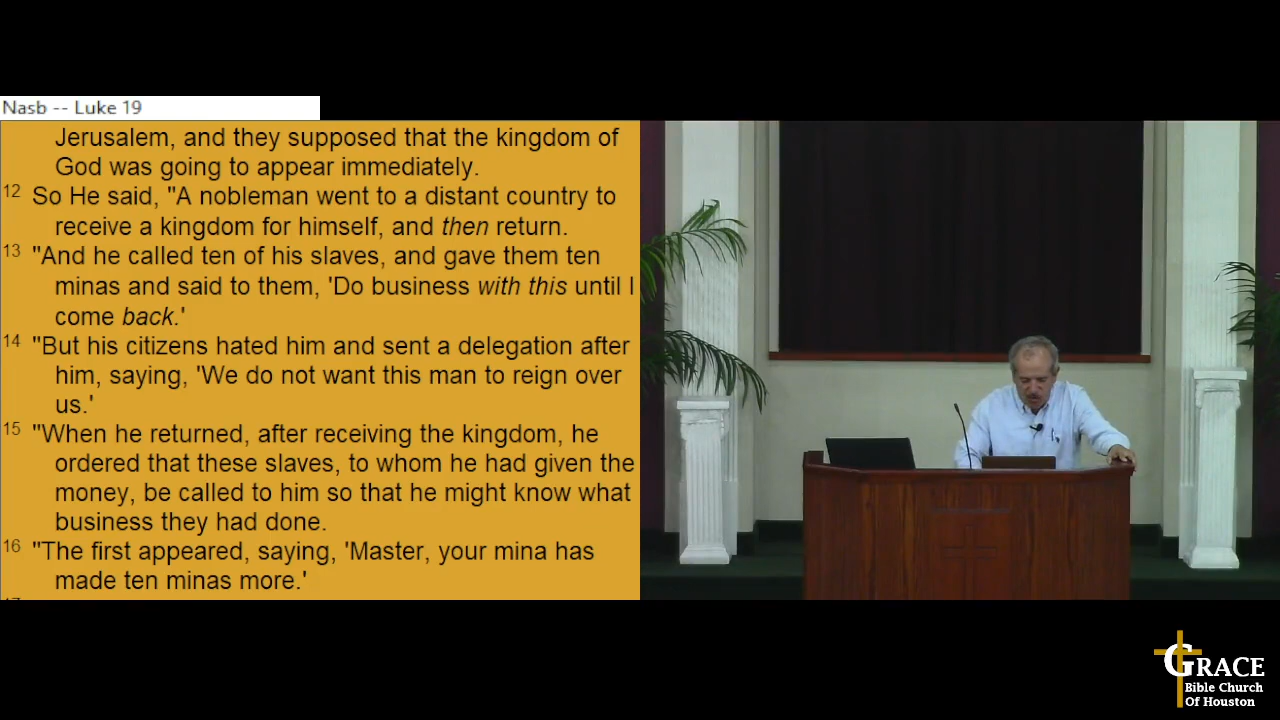 Nasb -- Luke 19
Jerusalem, and they supposed that the kingdom of
God was going to appear immediately.
12 So He said, "A nobleman went to a distant country to
receive a kingdom for himself, and then return.
13 "And he called ten of his slaves, and gave them ten
minas and said to them, 'Do business with this until I
come back.'
14 "But his citizens hated him and sent a delegation after
him, saying, 'We do not want this man to reign over
us.'
15 "When he returned, after receiving the kingdom, he
ordered that these slaves, to whom he had given the
money, be called to him so that he might know what
business they had done.
16 "The first appeared, saying, 'Master, your mina has
made ten minas more.'
GRACE
Bible Church
Of Houston